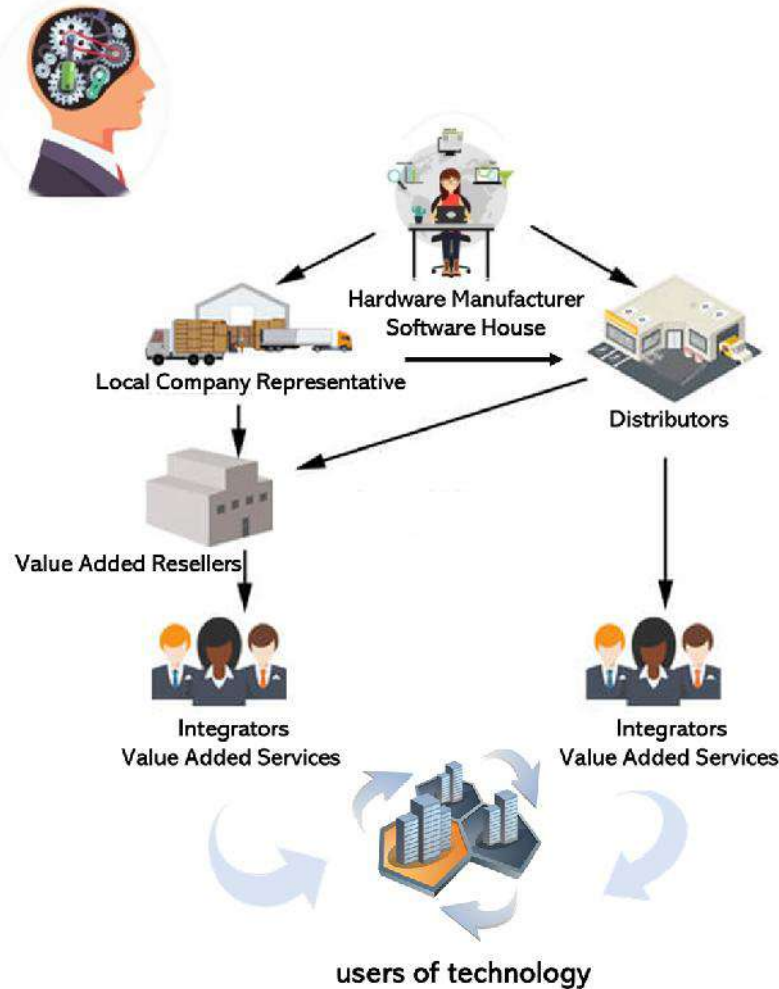 Hardware Manufacturer
Software House
Local Company Representative
Distributors
Value Added Resellers
Integrators
Value Added Services
Integrators
Value Added Services
users of technology